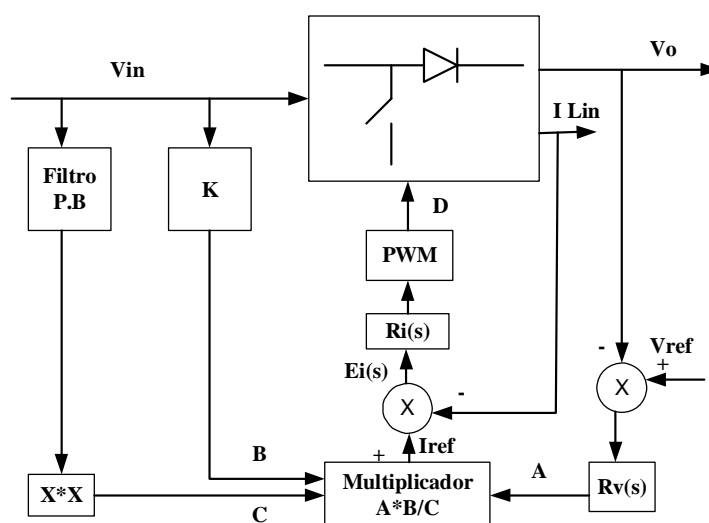 Vin
Vo
I Lin
Filtro
P.B
K
D
PWM
Ri(s)
Ei(s)
-
Vref
+
X
X
-
+
Iref
B
A
X*X
C
Multiplicador
A*B/C
Rv(s)